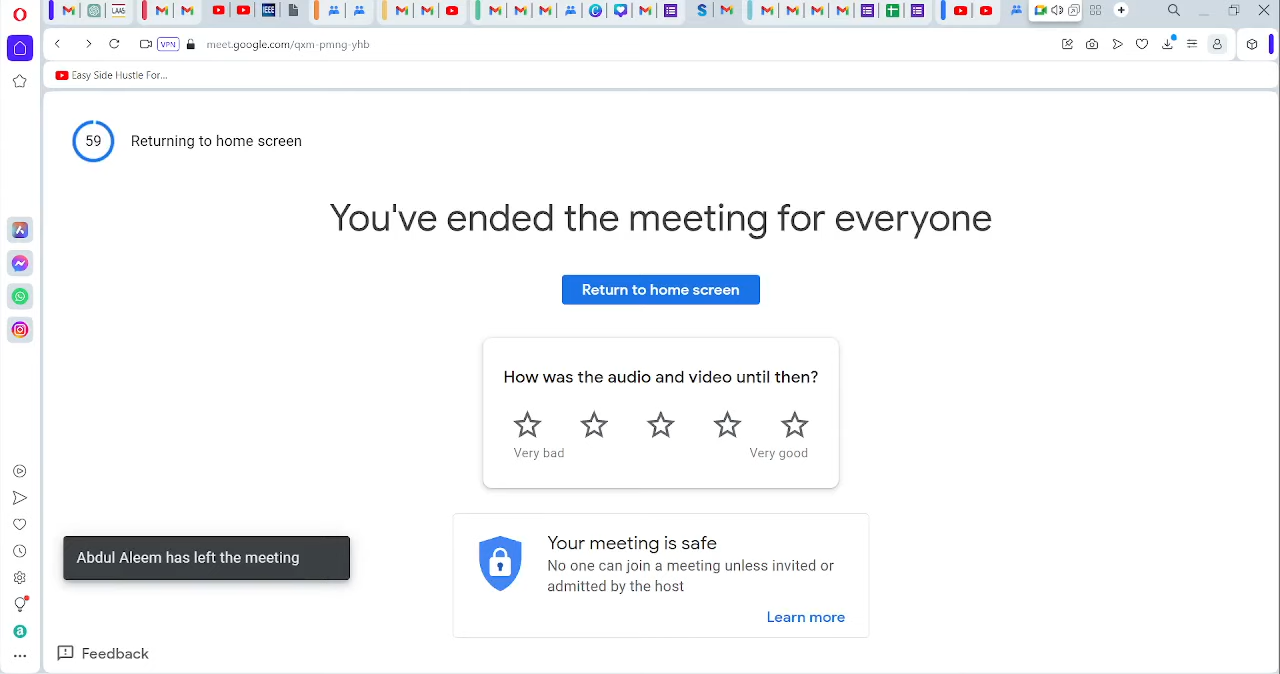 VPN
meet.google.com/qxm-pmng-yhb
Easy Side Hustle For...
59
Returning to home screen
You've ended the meeting for everyone
Return to home screen
How was the audio and video until then?
Very bad
Very good
Your meeting is safe
No one can join a meeting unless invited or
admitted by the host
Learn more
Abdul Aleem has left the meeting
Feedback